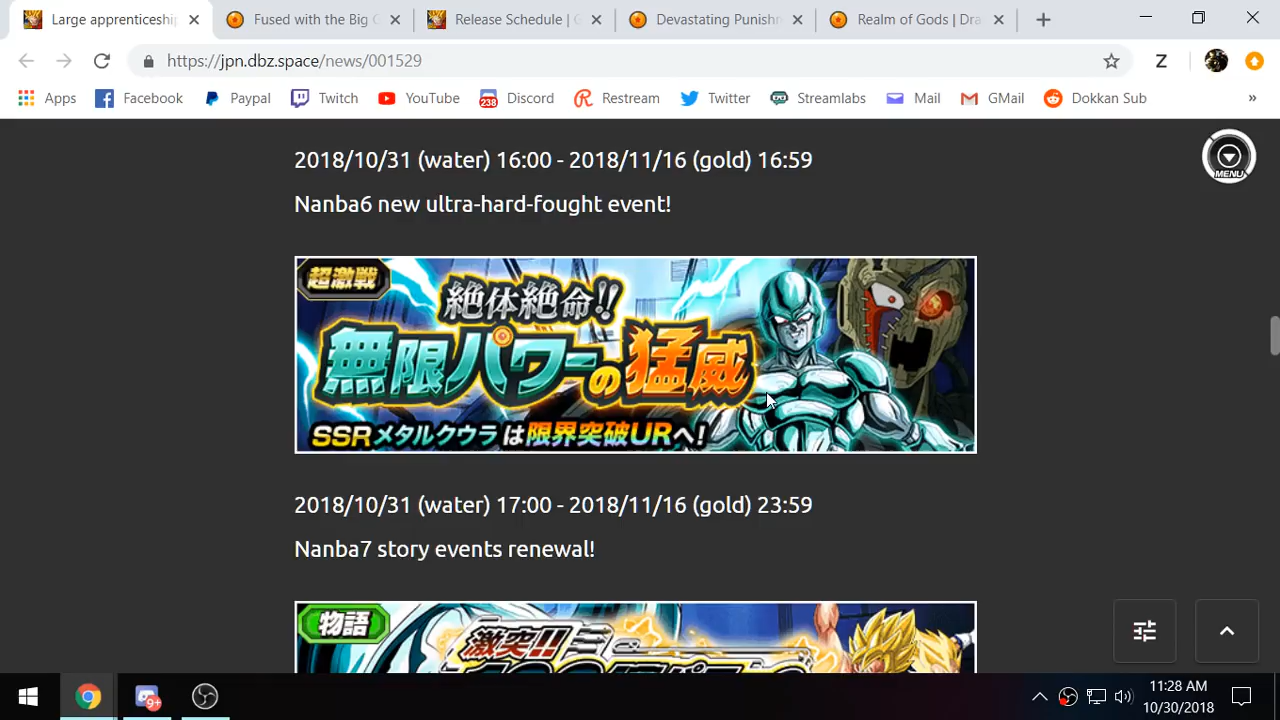 Large apprenticeship
Fused with the Big G
Release Schedule | G
Devastating Punishm
Realm of Gods | Dra
https://jpn.dbz.space/news/001529
Z
Apps
Facebook
Paypal
Twitch
YouTube
238
Discord
Restream
Twitter
Streamlabs
Mail
GMail
Dokkan Sub
»
MENU
2018/10/31 (water) 16:00 - 2018/11/16 (gold) 16:59
Nanba6 new ultra-hard-fought event!
超激戦
絶体絶命!!
無限パワーの猛威
SSRメタルクウラは限界突破URへ!
2018/10/31 (water) 17:00 - 2018/11/16 (gold) 23:59
Nanba7 story events renewal!
物語
激突!!
9+
11:28 AM
10/30/2018